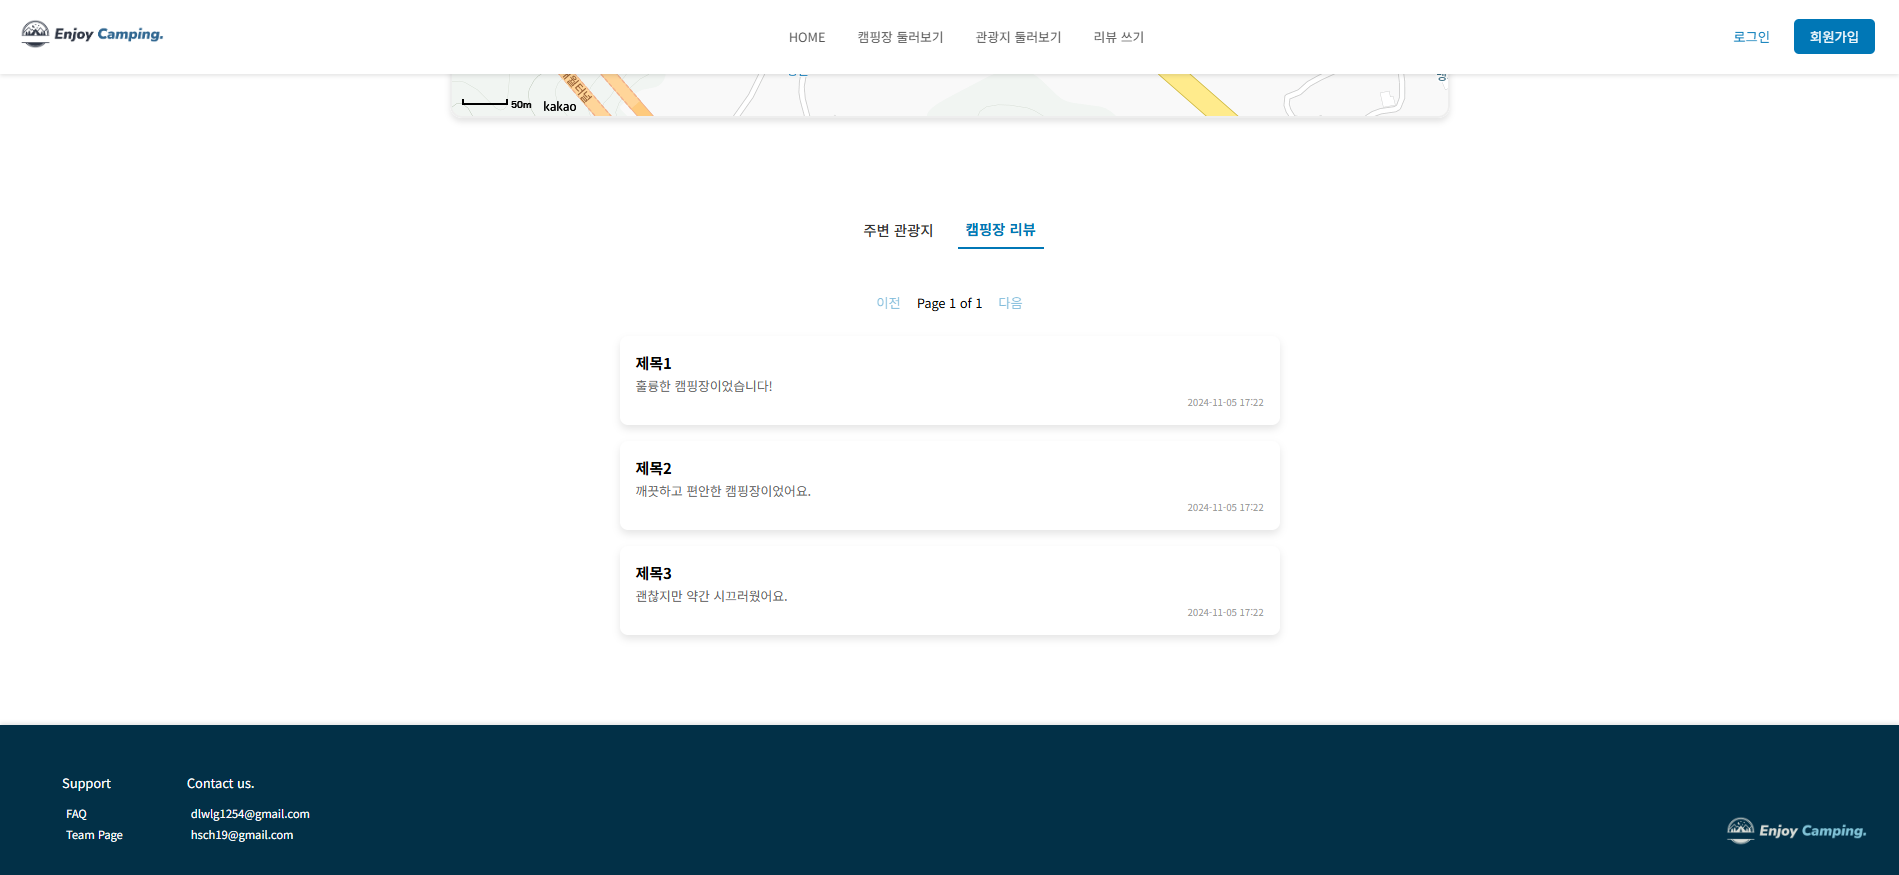 Enjoy Camping.
HOME
캠핑장 둘러보기
관광지 둘러보기
리뷰 쓰기
로그인
회원가입
50m
kakao
주변 관광지
캠핑장 리뷰
이전
Page 1 of 1
다음
제목1
훌륭한 캠핑장이었습니다!
2024-11-05 17:22
제목2
깨끗하고 편안한 캠핑장이었어요.
2024-11-05 17:22
제목3
괜찮지만 약간 시끄러웠어요.
2024-11-05 17:22
Support
FAQ
Team Page
Contact us.
dlwlg1254@gmail.com
hsch19@gmail.com
Enjoy Camping.